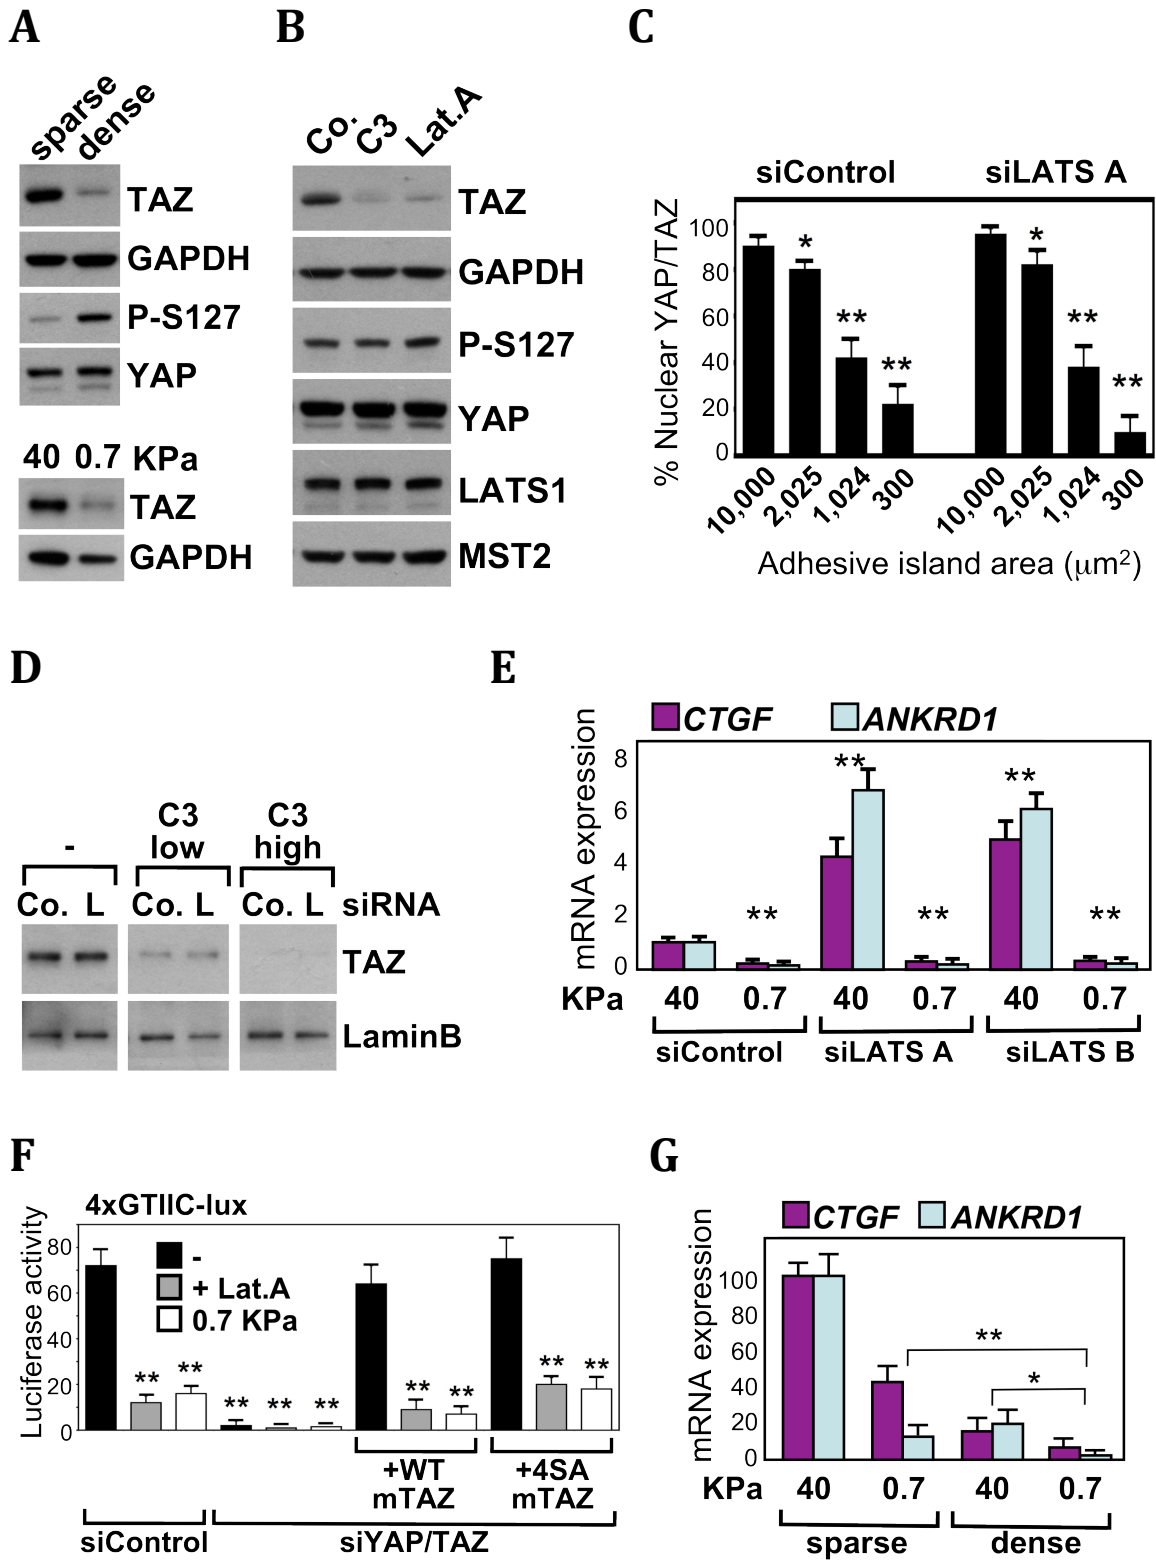 A
sparse
dense
TAZ
GAPDH
P-S127
YAP
40 0.7 KPa
TAZ
GAPDH
B
Co. C3 Lat.A
TAZ
GAPDH
P-S127
YAP
LATS1
MST2
C
siControl siLATS A
% Nuclear YAP/TAZ
100
80
60
40
20
0
* ** **
* ** **
10,000 2,025 1,024 300 10,000 2,025 1,024 300
Adhesive island area (μm²)
D
- C3 low C3 high
Co. L Co. L Co. L siRNA
TAZ
LaminB
E
CTGF ANKRD1
mRNA expression
8
6
4
2
0
** ** ** ** **
KPa 40 0.7 40 0.7 40 0.7
siControl siLATS A siLATS B
F
4xGTIIC-lux
Luciferase activity
80
60
40
20
0
-
+ Lat.A
0.7 KPa
** ** ** ** ** ** ** ** **
+WT +4SA
mTAZ mTAZ
siControl siYAP/TAZ
G
CTGF ANKRD1
mRNA expression
100
80
60
40
20
0
**
*
KPa 40 0.7 40 0.7
sparse dense